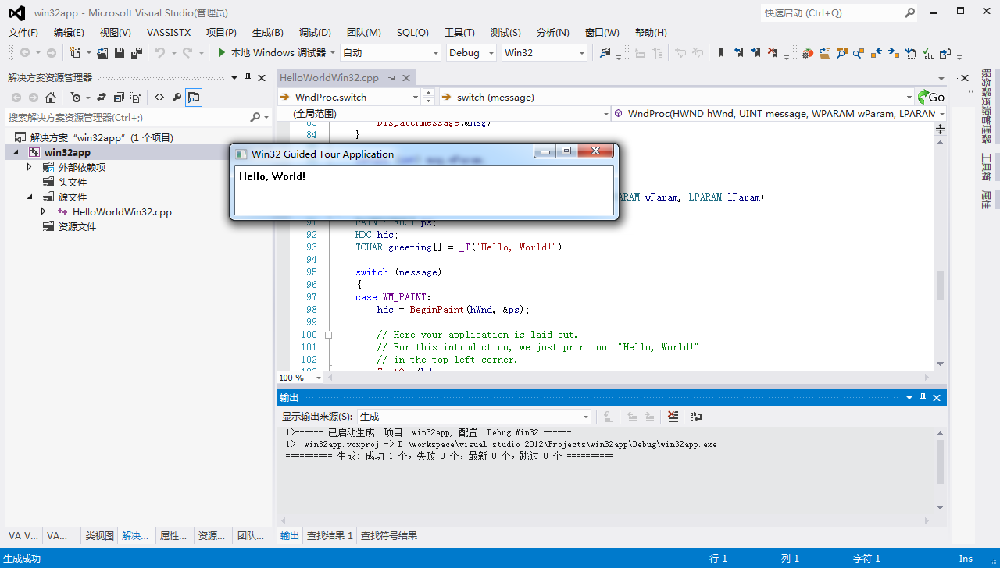 win32app - Microsoft Visual Studio(管理员)
快速启动 (Ctrl+Q)
文件(F) 编辑(E) 视图(V) VASSISTX 项目(P) 生成(B) 调试(D) 团队(M) SQL(Q) 工具(T) 测试(S) 分析(N) 窗口(W) 帮助(H)
本地 Windows 调试器 自动 Debug Win32
解决方案资源管理器
搜索解决方案资源管理器(Ctrl+;)
解决方案 “win32app” (1 个项目)
win32app
外部依赖项
头文件
源文件
HelloWorldWin32.cpp
资源文件
HelloWorldWin32.cpp
WndProc.switch switch (message) Go
(全局范围) WndProc(HWND hWnd, UINT message, WPARAM wParam, LPARAM
83 DispatchMessage(&msg);
84 }
Win32 Guided Tour Application
Hello, World!
ARAM wParam, LPARAM lParam)
91 PAINTSTRUCT ps;
92 HDC hdc;
93 TCHAR greeting[] = _T("Hello, World!");
94
95 switch (message)
96 {
97 case WM_PAINT:
98 hdc = BeginPaint(hWnd, &ps);
99
100 // Here your application is laid out.
101 // For this introduction, we just print out "Hello, World!"
102 // in the top left corner.
100 %
输出
显示输出来源(S): 生成
1>------ 已启动生成: 项目: win32app, 配置: Debug Win32 ------
1> win32app.vcxproj -> D:\workspace\visual studio 2012\Projects\win32app\Debug\win32app.exe
========== 生成: 成功 1 个，失败 0 个，最新 0 个，跳过 0 个 ==========
VA V... VA... 类视图 解决... 属性... 资源... 团队...
输出 查找结果 1 查找符号结果
生成成功 行 1 列 1 字符 1 Ins
服务器资源管理器
工具箱
属性